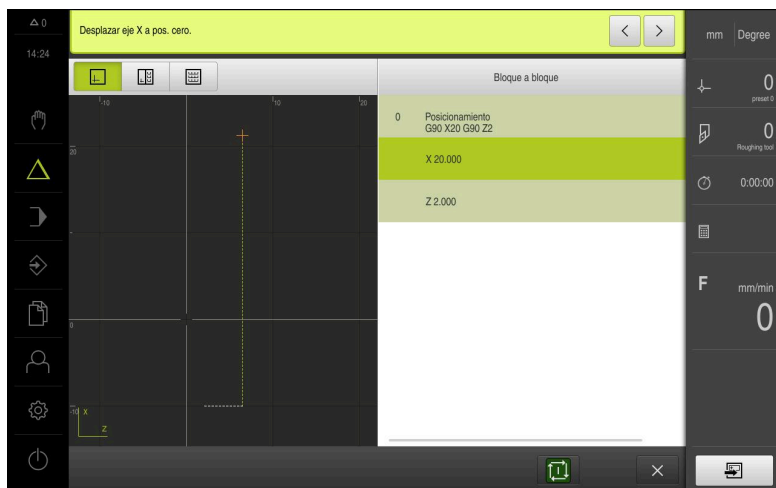 0
14:24
Desplazar eje X a pos. cero.
mm
Degree
Bloque a bloque
-10
10
20
20
0
-10
X
Z
0 Posicionamiento
G90 X20 G90 Z2
X 20.000
Z 2.000
0
preset 0
0
Roughing tool
0:00:00
F
mm/min
0